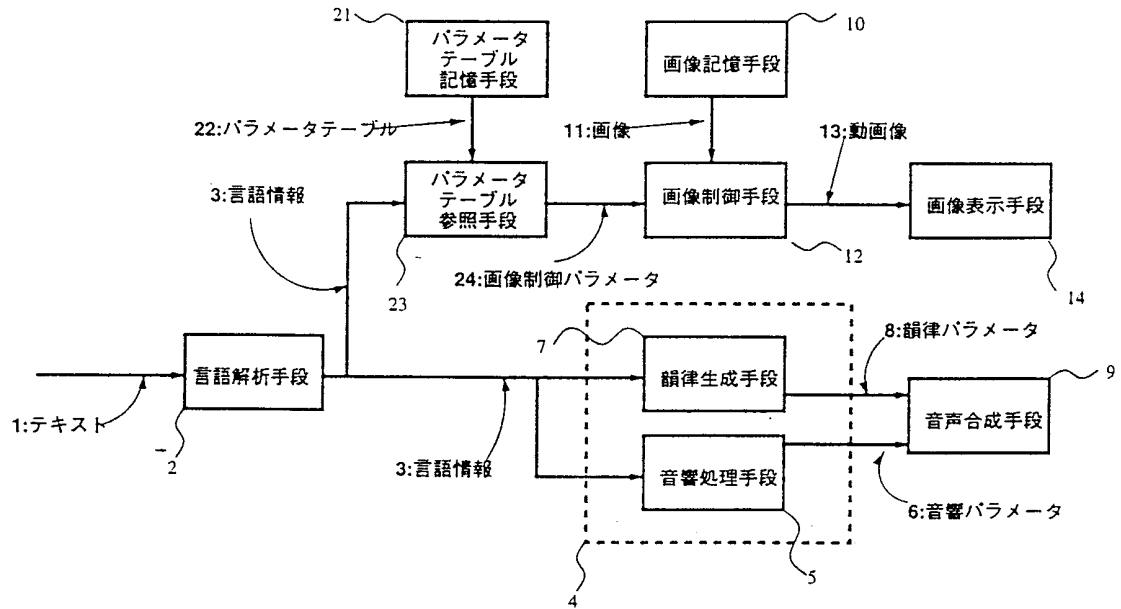 21
パラメータ
テーブル
記憶手段
10
画像記憶手段
22:パラメータテーブル
11:画像
13:動画像
3:言語情報
パラメータ
テーブル
参照手段
画像制御手段
画像表示手段
23
24:画像制御パラメータ
12
14
7
8:韻律パラメータ
言語解析手段
韻律生成手段
9
1:テキスト
2
3:言語情報
音声合成手段
音響処理手段
6:音響パラメータ
4
5